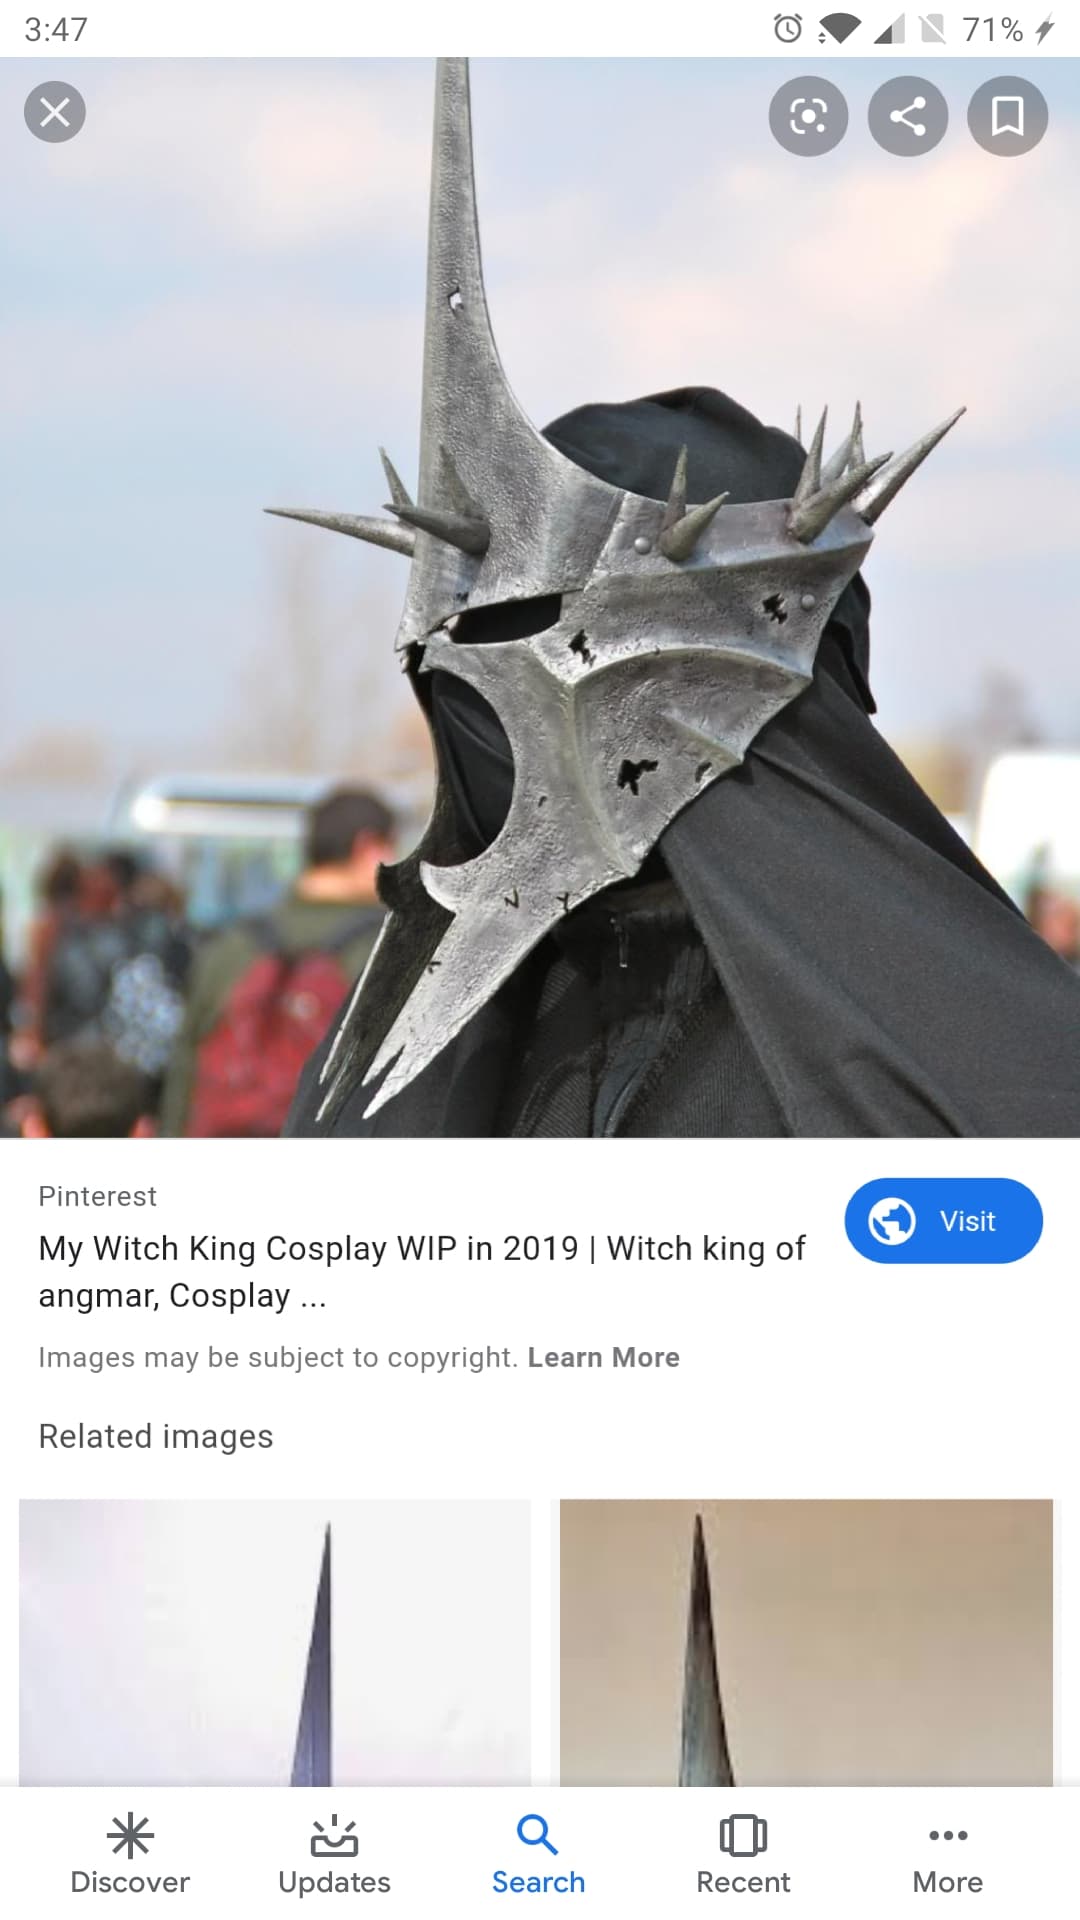 3:47
71%
Pinterest
My Witch King Cosplay WIP in 2019 | Witch king of
angmar, Cosplay ...
Visit
Images may be subject to copyright. Learn More
Related images
Discover
Updates
Search
Recent
More